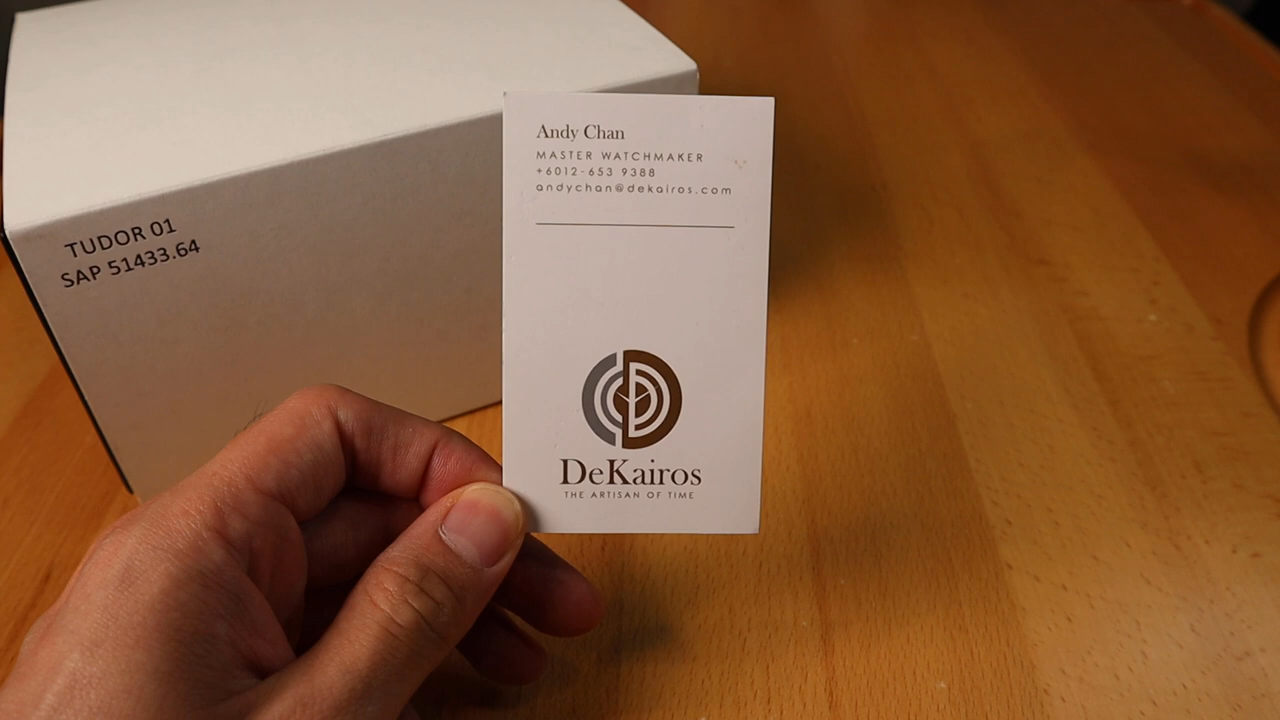 TUDOR 01
SAP 51433.64
Andy Chan
MASTER WATCHMAKER
+6012-653 9388
andychan@dekairos.com
DeKairos
THE ARTISAN OF TIME